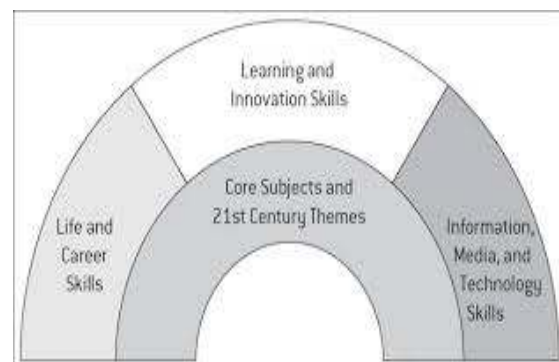 Learning and
Innovation Skills
Core Subjects and
21st Century Themes
Life and
Career
Skills
Information,
Media, and
Technology
Skills